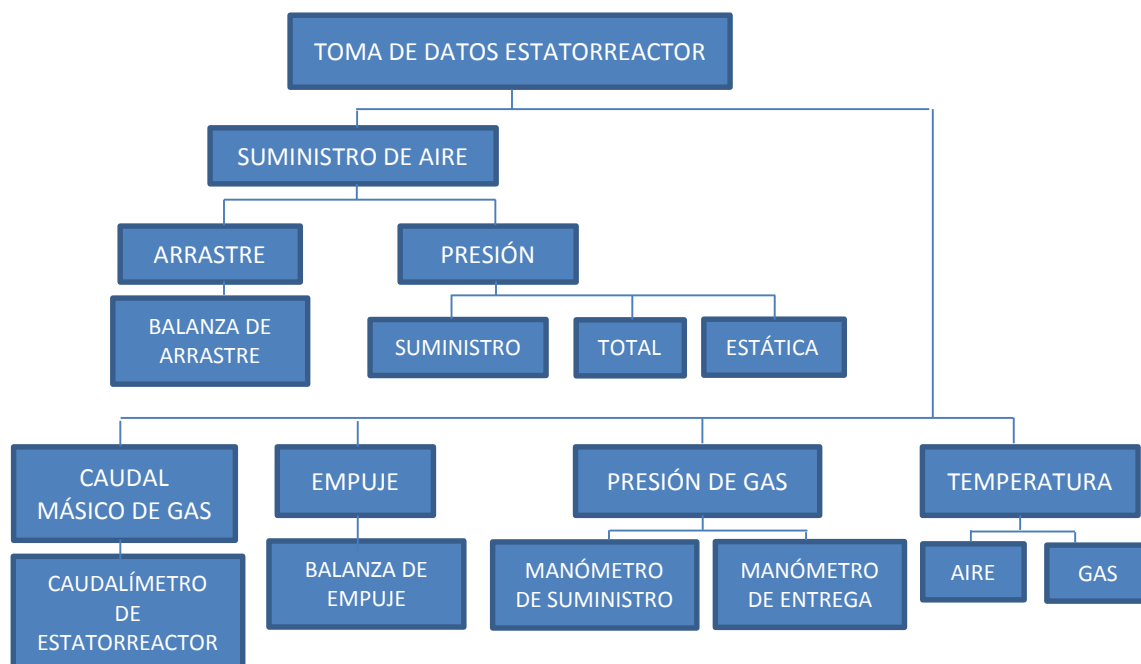 TOMA DE DATOS ESTATORREACTOR
SUMINISTRO DE AIRE
ARRASTRE
PRESIÓN
BALANZA DE
ARRASTRE
SUMINISTRO
TOTAL
ESTÁTICA
CAUDAL
MÁSICO DE GAS
EMPUJE
PRESIÓN DE GAS
TEMPERATURA
CAUDALÍMETRO
DE
ESTATORREACTOR
BALANZA DE
EMPUJE
MANÓMETRO
DE SUMINISTRO
MANÓMETRO
DE ENTREGA
AIRE
GAS